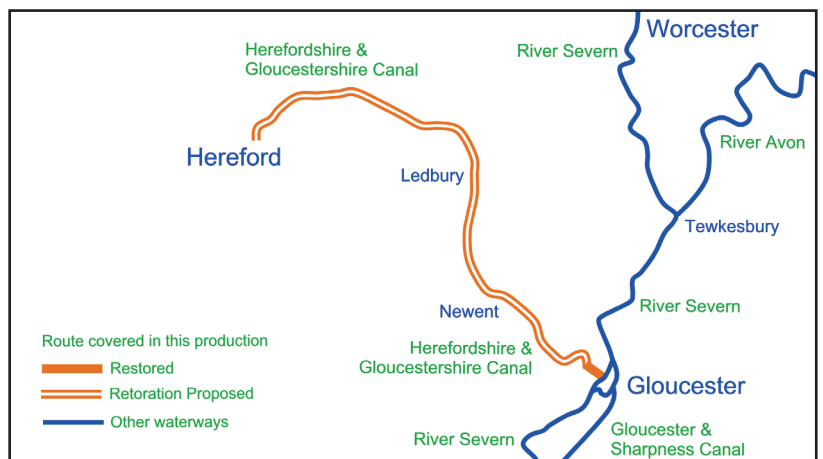 Worcester
River Severn
Herefordshire &
Gloucestershire Canal
River Avon
Hereford
Ledbury
Tewkesbury
River Severn
Newent
Herefordshire &
Gloucestershire Canal
Gloucester
Route covered in this production
Restored
Retoration Proposed
Other waterways
River Severn
Gloucester &
Sharpness Canal